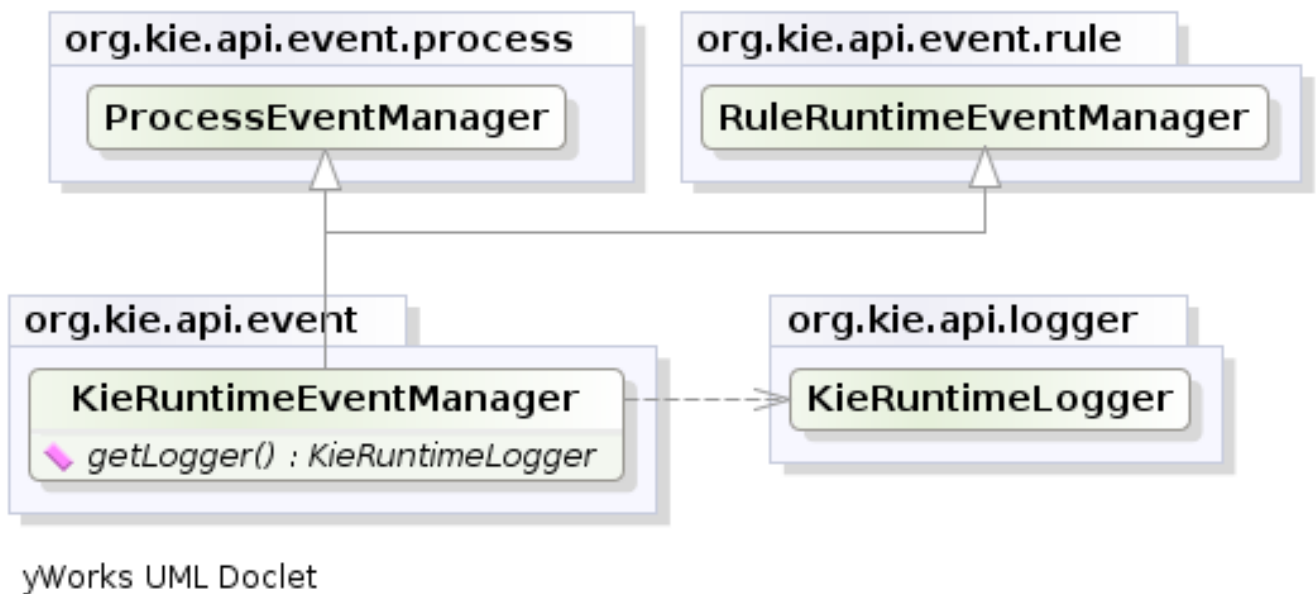 org.kie.api.event.process
ProcessEventManager
org.kie.api.event.rule
RuleRuntimeEventManager
org.kie.api.event
KieRuntimeEventManager
getLogger() : KieRuntimeLogger
org.kie.api.logger
KieRuntimeLogger
yWorks UML Doclet